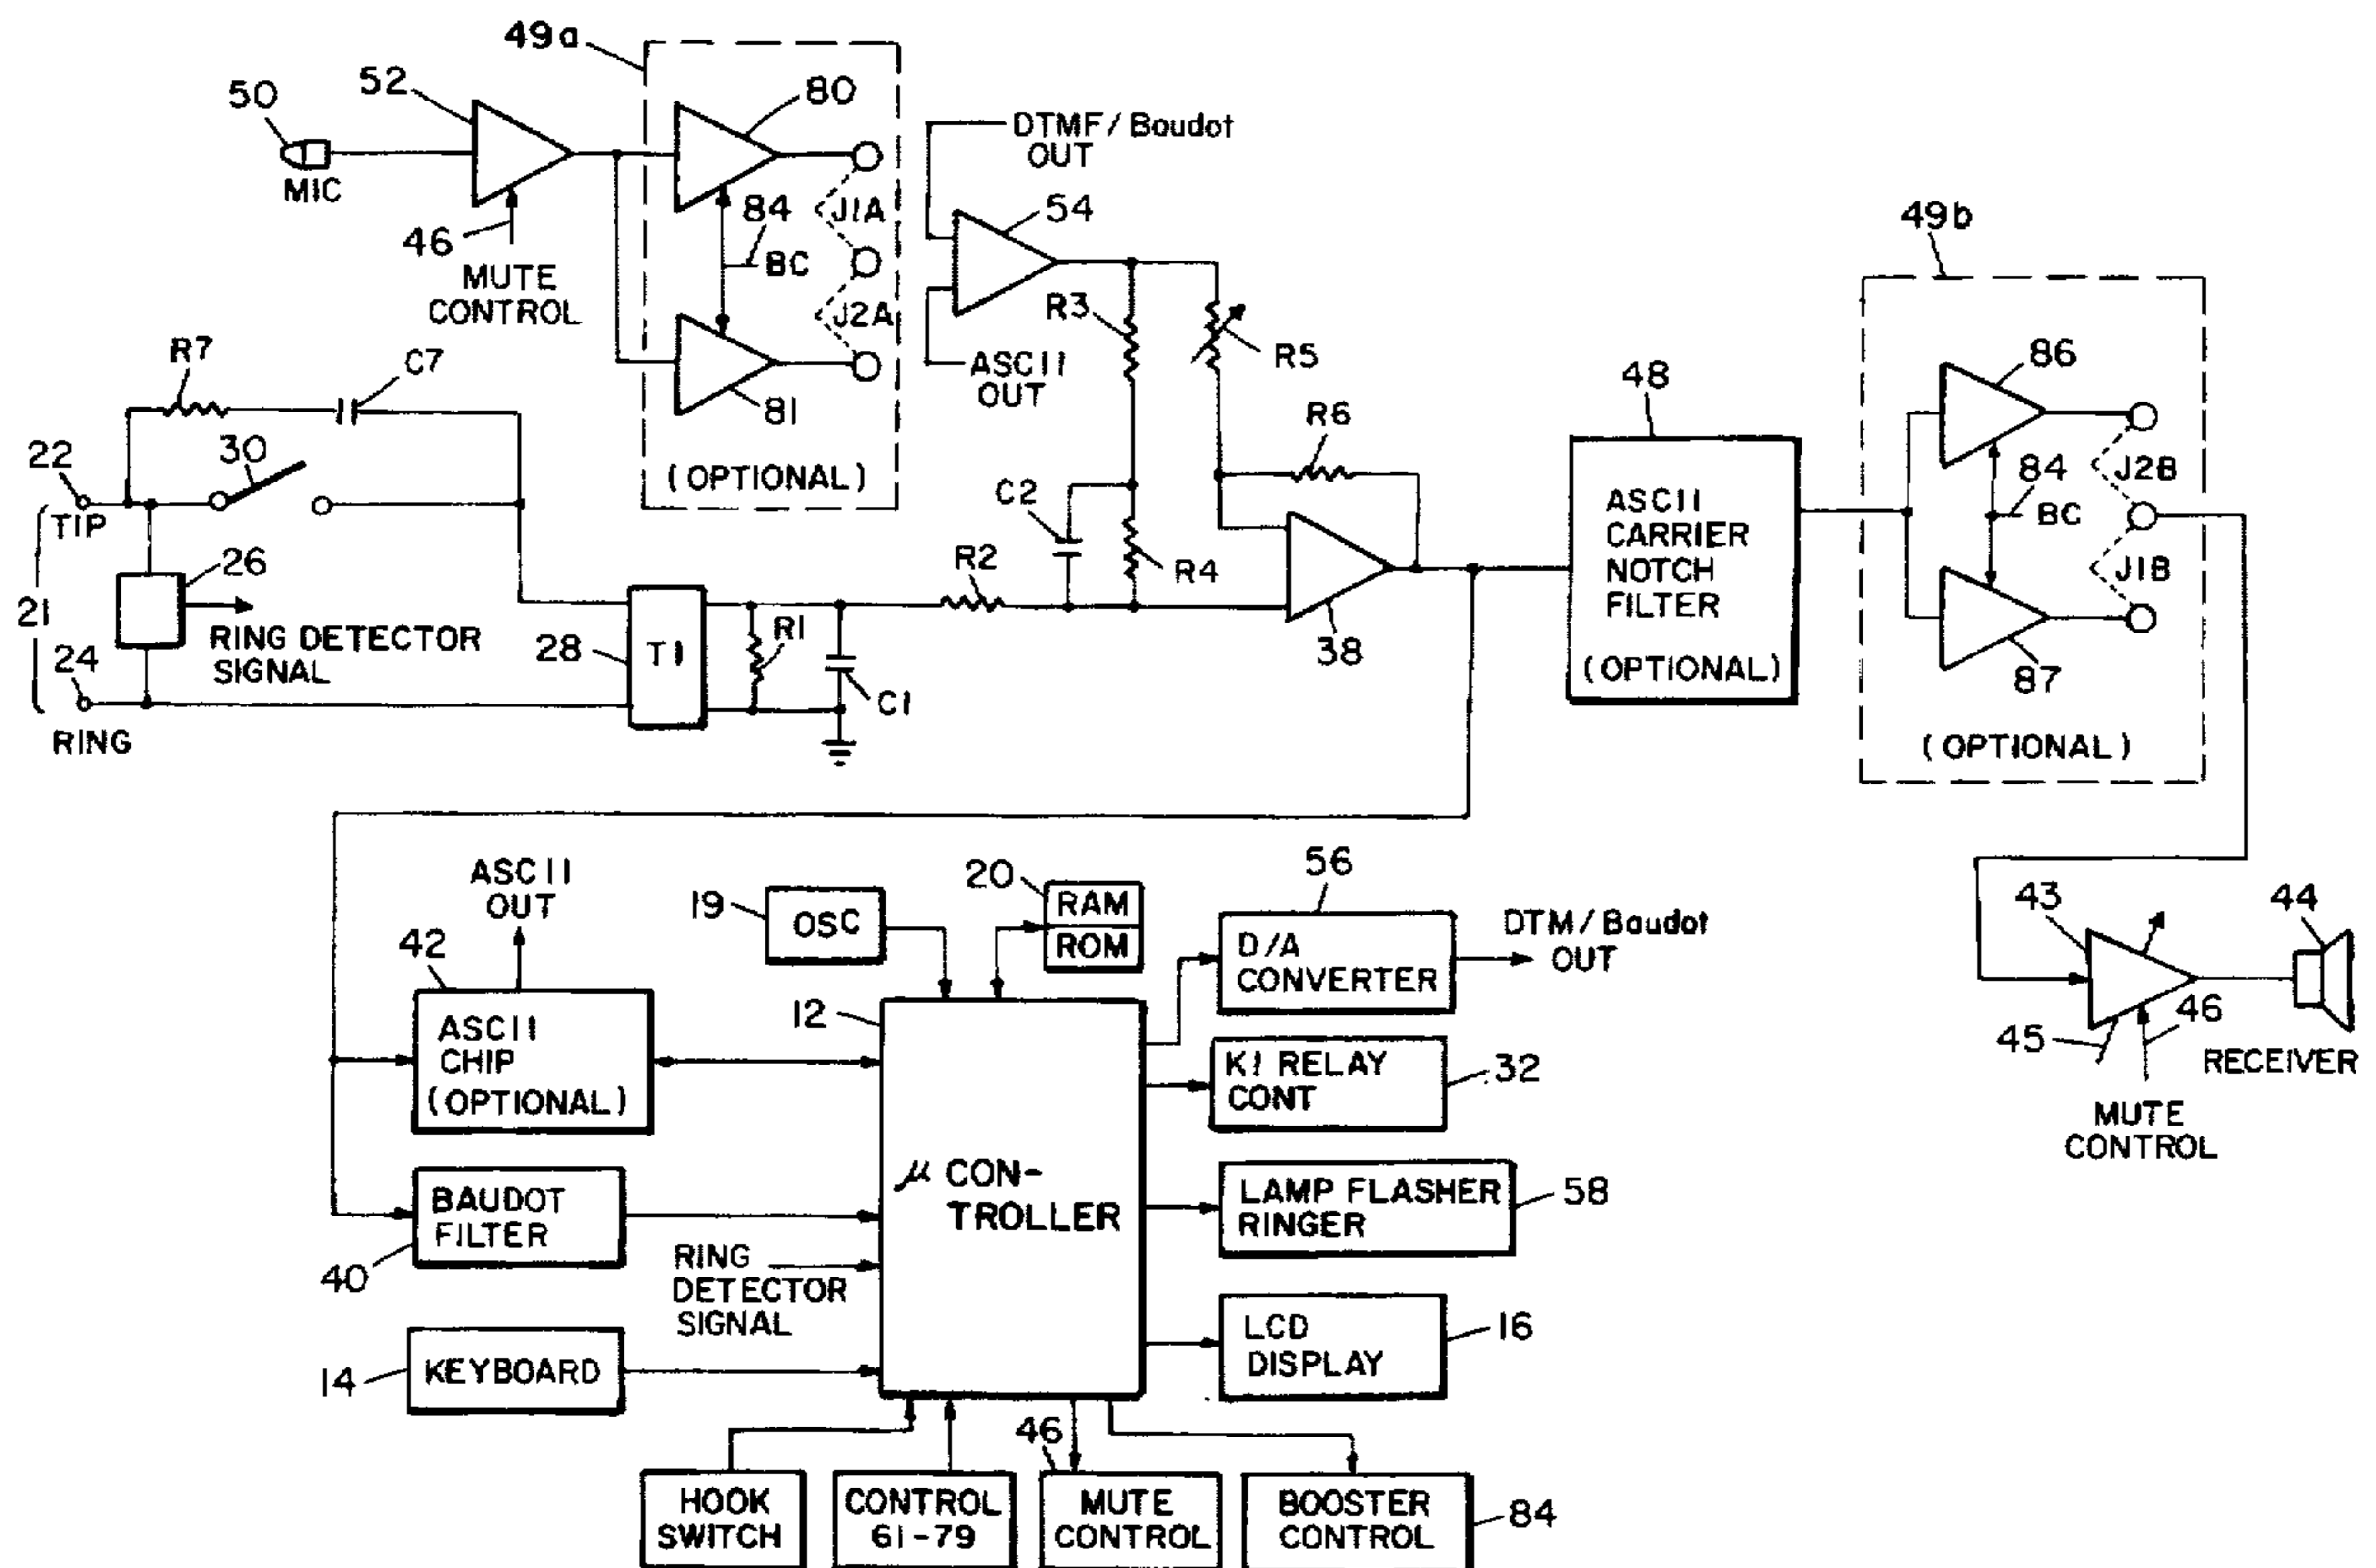 49a
50
52
80
MIC
46
MUTE
CONTROL
84
BC
J1A
J2A
81
(OPTIONAL)
DTMF/Baudot
OUT
54
ASCII
OUT
R3
R5
R6
R4
C2
R2
38
R7
C7
22
30
TIP
21
26
RING DETECTOR
SIGNAL
24
RING
28
T1
R1
C1
48
ASCII
CARRIER
NOTCH
FILTER
(OPTIONAL)
49b
86
J2B
84
BC
J1B
87
(OPTIONAL)
43
44
45
46
RECEIVER
MUTE
CONTROL
ASCII
OUT
42
ASCII
CHIP
(OPTIONAL)
BAUDOT
FILTER
40
RING
DETECTOR
SIGNAL
14
KEYBOARD
19
OSC
20
RAM
ROM
12
μ CON-
TROLLER
56
D/A
CONVERTER
DTM/Baudot
OUT
K1 RELAY
CONT
32
LAMP FLASHER
RINGER
58
LCD
DISPLAY
16
HOOK
SWITCH
CONTROL
61-79
46
MUTE
CONTROL
BOOSTER
CONTROL
84